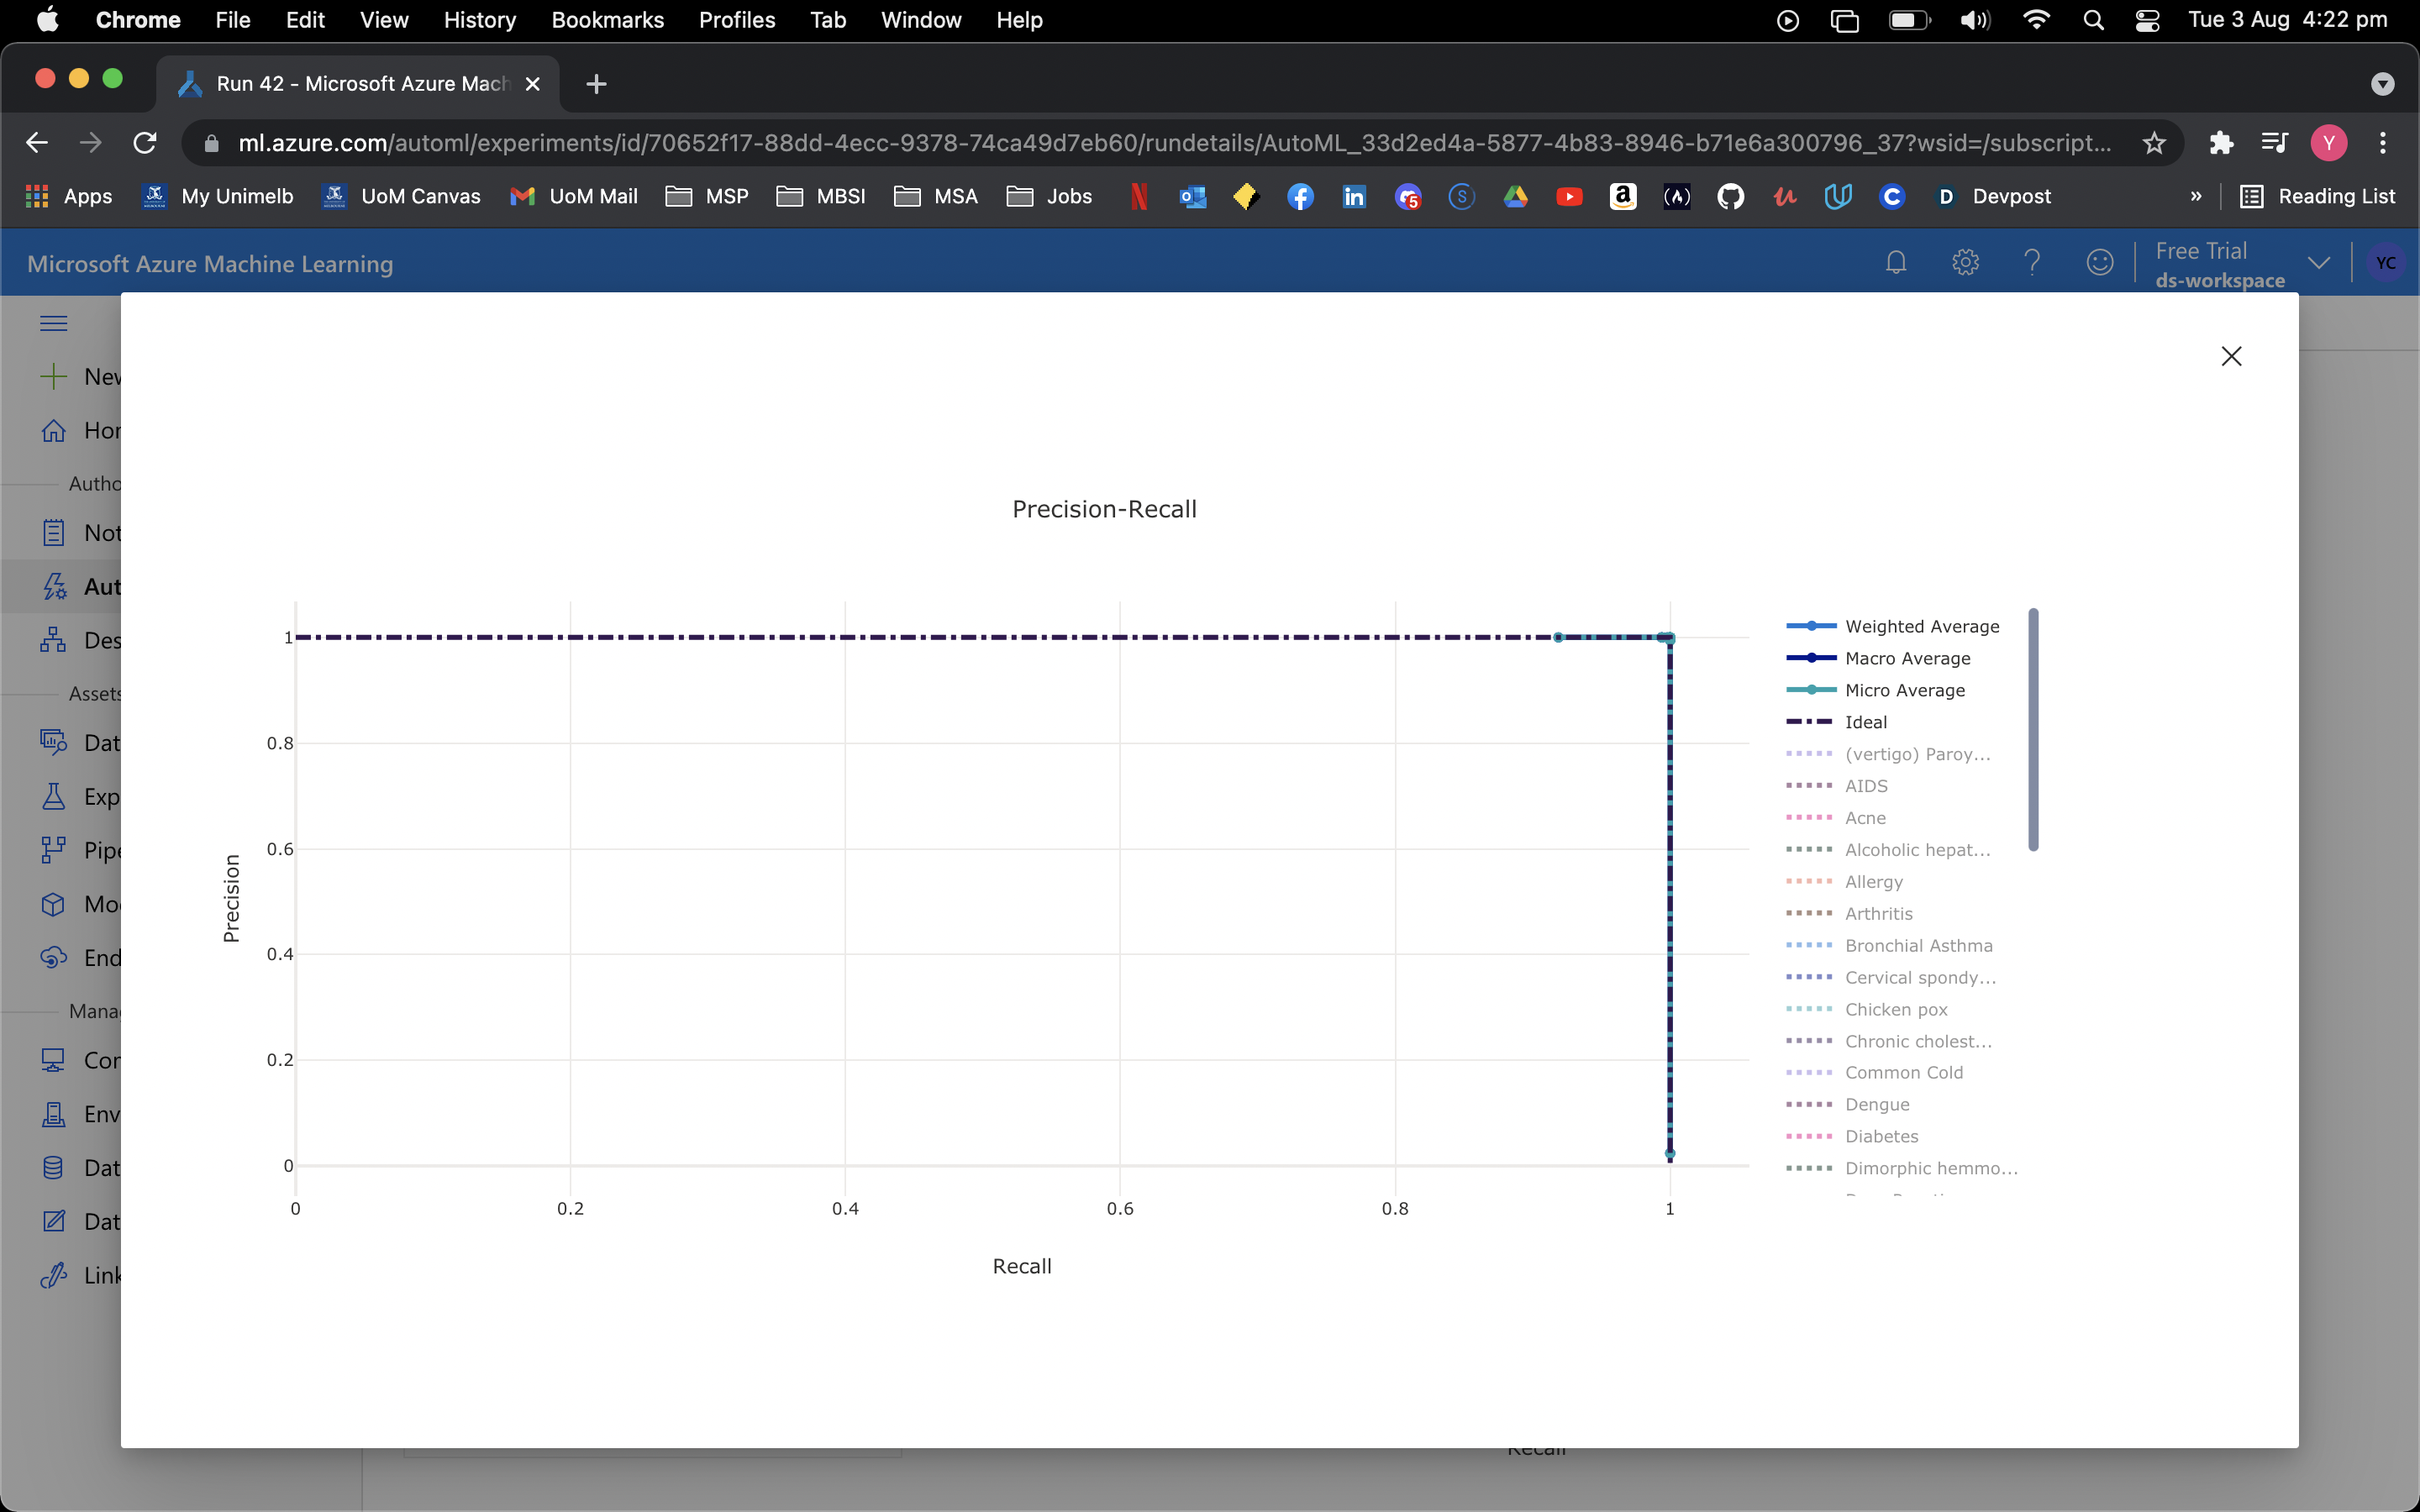 Chrome File Edit View History Bookmarks Profiles Tab Window Help Tue 3 Aug 4:22 pm
Run 42 - Microsoft Azure Mach
ml.azure.com/automl/experiments/id/70652f17-88dd-4ecc-9378-74ca49d7eb60/rundetails/AutoML_33d2ed4a-5877-4b83-8946-b71e6a300796_37?wsid=/subscript... Y
Apps My Unimelb UoM Canvas UoM Mail MSP MBSI MSA Jobs Devpost » Reading List
Microsoft Azure Machine Learning
Free Trial
ds-workspace
YC
New
Hom
Autho
Not
Aut
Des
Assets
Dat
Exp
Pipe
Mod
End
Manag
Com
Env
Dat
Dat
Link
Precision-Recall
Precision
1
0.8
0.6
0.4
0.2
0
0 0.2 0.4 0.6 0.8 1
Recall
Weighted Average
Macro Average
Micro Average
Ideal
(vertigo) Paroy...
AIDS
Acne
Alcoholic hepat...
Allergy
Arthritis
Bronchial Asthma
Cervical spondy...
Chicken pox
Chronic cholest...
Common Cold
Dengue
Diabetes
Dimorphic hemmo...
Recall